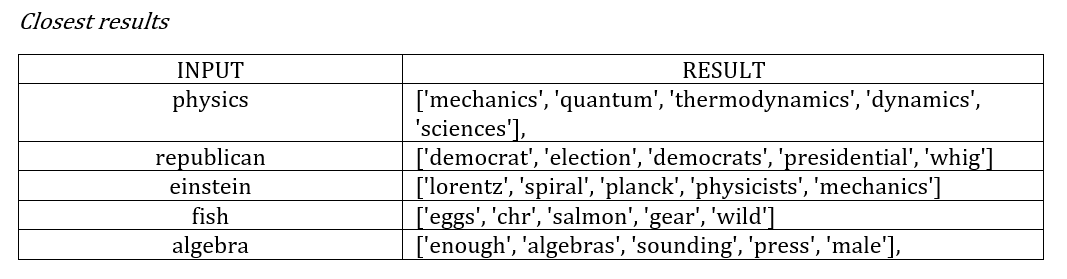 Closest results
INPUT RESULT
physics ['mechanics', 'quantum', 'thermodynamics', 'dynamics',
'sciences'],
republican ['democrat', 'election', 'democrats', 'presidential', 'whig']
einstein ['lorentz', 'spiral', 'planck', 'physicists', 'mechanics']
fish ['eggs', 'chr', 'salmon', 'gear', 'wild']
algebra ['enough', 'algebras', 'sounding', 'press', 'male'],